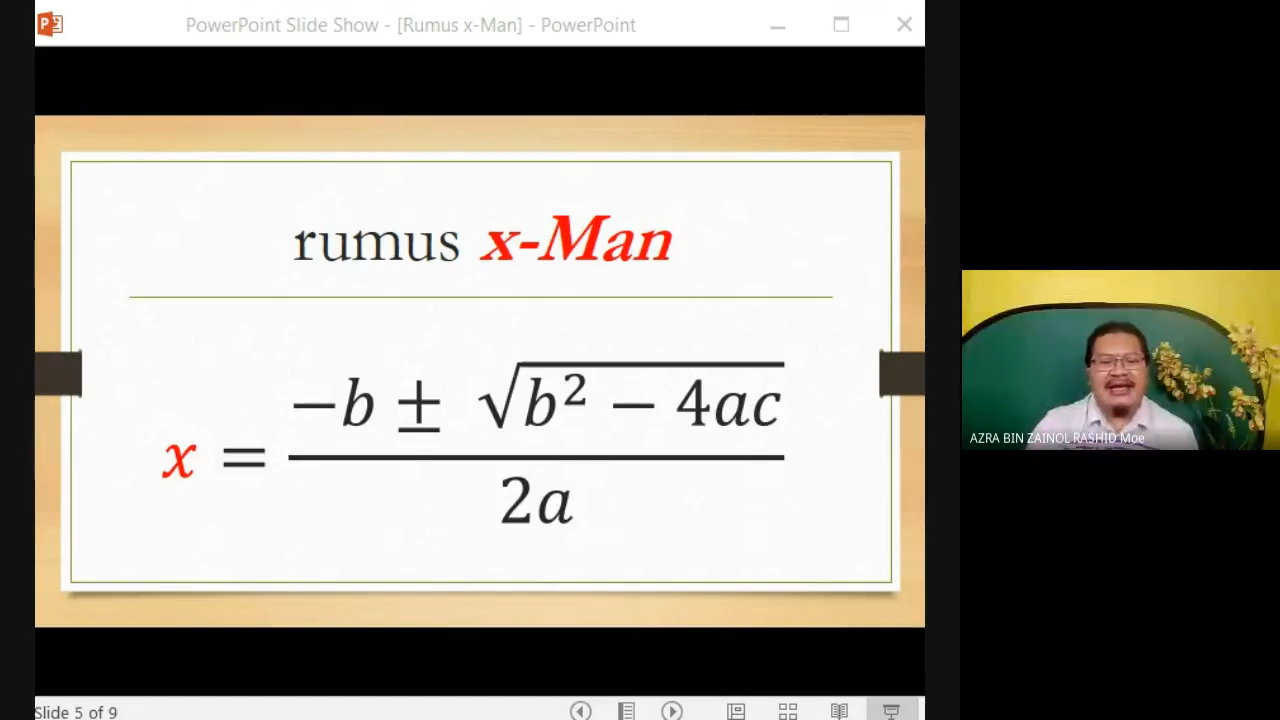 PowerPoint Slide Show - [Rumus x-Man] - PowerPoint
rumus x-Man
x = −b ± √b² − 4ac / 2a
AZRA BIN ZAINOL RASHID Moe
Slide 5 of 9